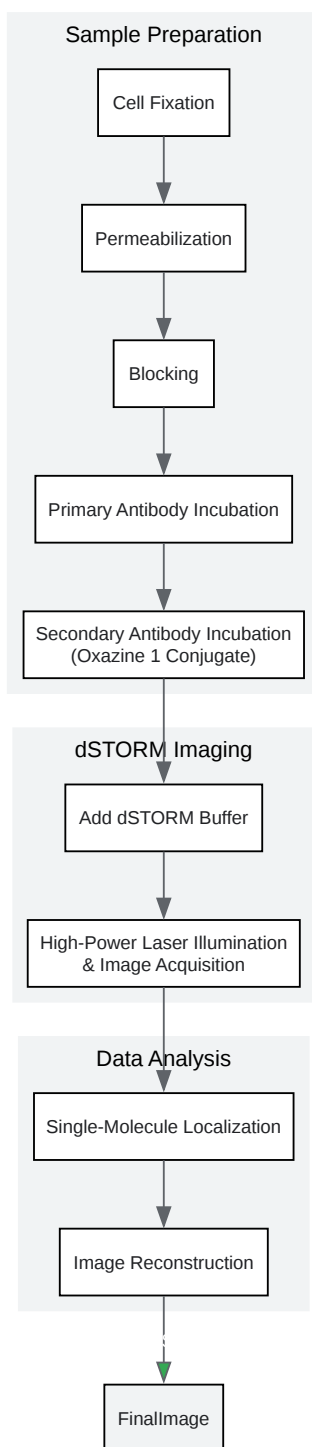 Sample Preparation
Cell Fixation
Permeabilization
Blocking
Primary Antibody Incubation
Secondary Antibody Incubation
(Oxazine 1 Conjugate)
dSTORM Imaging
Add dSTORM Buffer
High-Power Laser Illumination
& Image Acquisition
Data Analysis
Single-Molecule Localization
Image Reconstruction
FinalImage